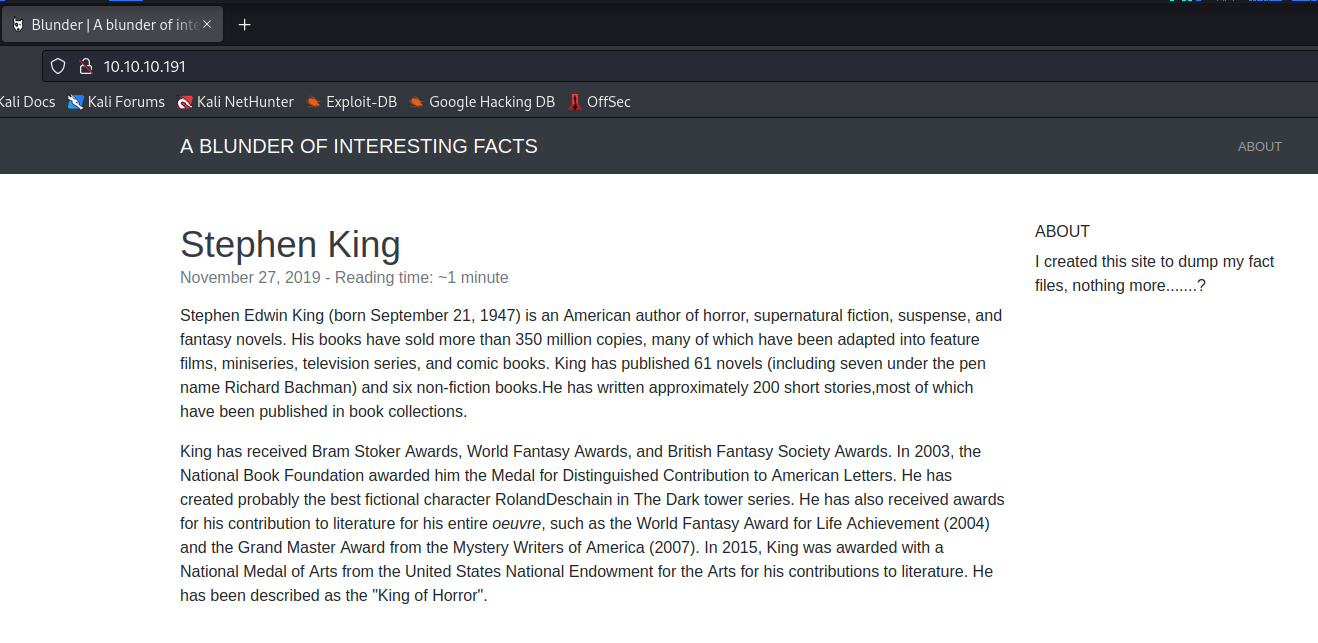 Blunder | A blunder of inte
10.10.10.191
Kali Docs Kali Forums Kali NetHunter Exploit-DB Google Hacking DB OffSec
A BLUNDER OF INTERESTING FACTS
ABOUT
Stephen King
November 27, 2019 - Reading time: ~1 minute
Stephen Edwin King (born September 21, 1947) is an American author of horror, supernatural fiction, suspense, and
fantasy novels. His books have sold more than 350 million copies, many of which have been adapted into feature
films, miniseries, television series, and comic books. King has published 61 novels (including seven under the pen
name Richard Bachman) and six non-fiction books.He has written approximately 200 short stories,most of which
have been published in book collections.
King has received Bram Stoker Awards, World Fantasy Awards, and British Fantasy Society Awards. In 2003, the
National Book Foundation awarded him the Medal for Distinguished Contribution to American Letters. He has
created probably the best fictional character RolandDeschain in The Dark tower series. He has also received awards
for his contribution to literature for his entire oeuvre, such as the World Fantasy Award for Life Achievement (2004)
and the Grand Master Award from the Mystery Writers of America (2007). In 2015, King was awarded with a
National Medal of Arts from the United States National Endowment for the Arts for his contributions to literature. He
has been described as the "King of Horror".
ABOUT
I created this site to dump my fact
files, nothing more.......?